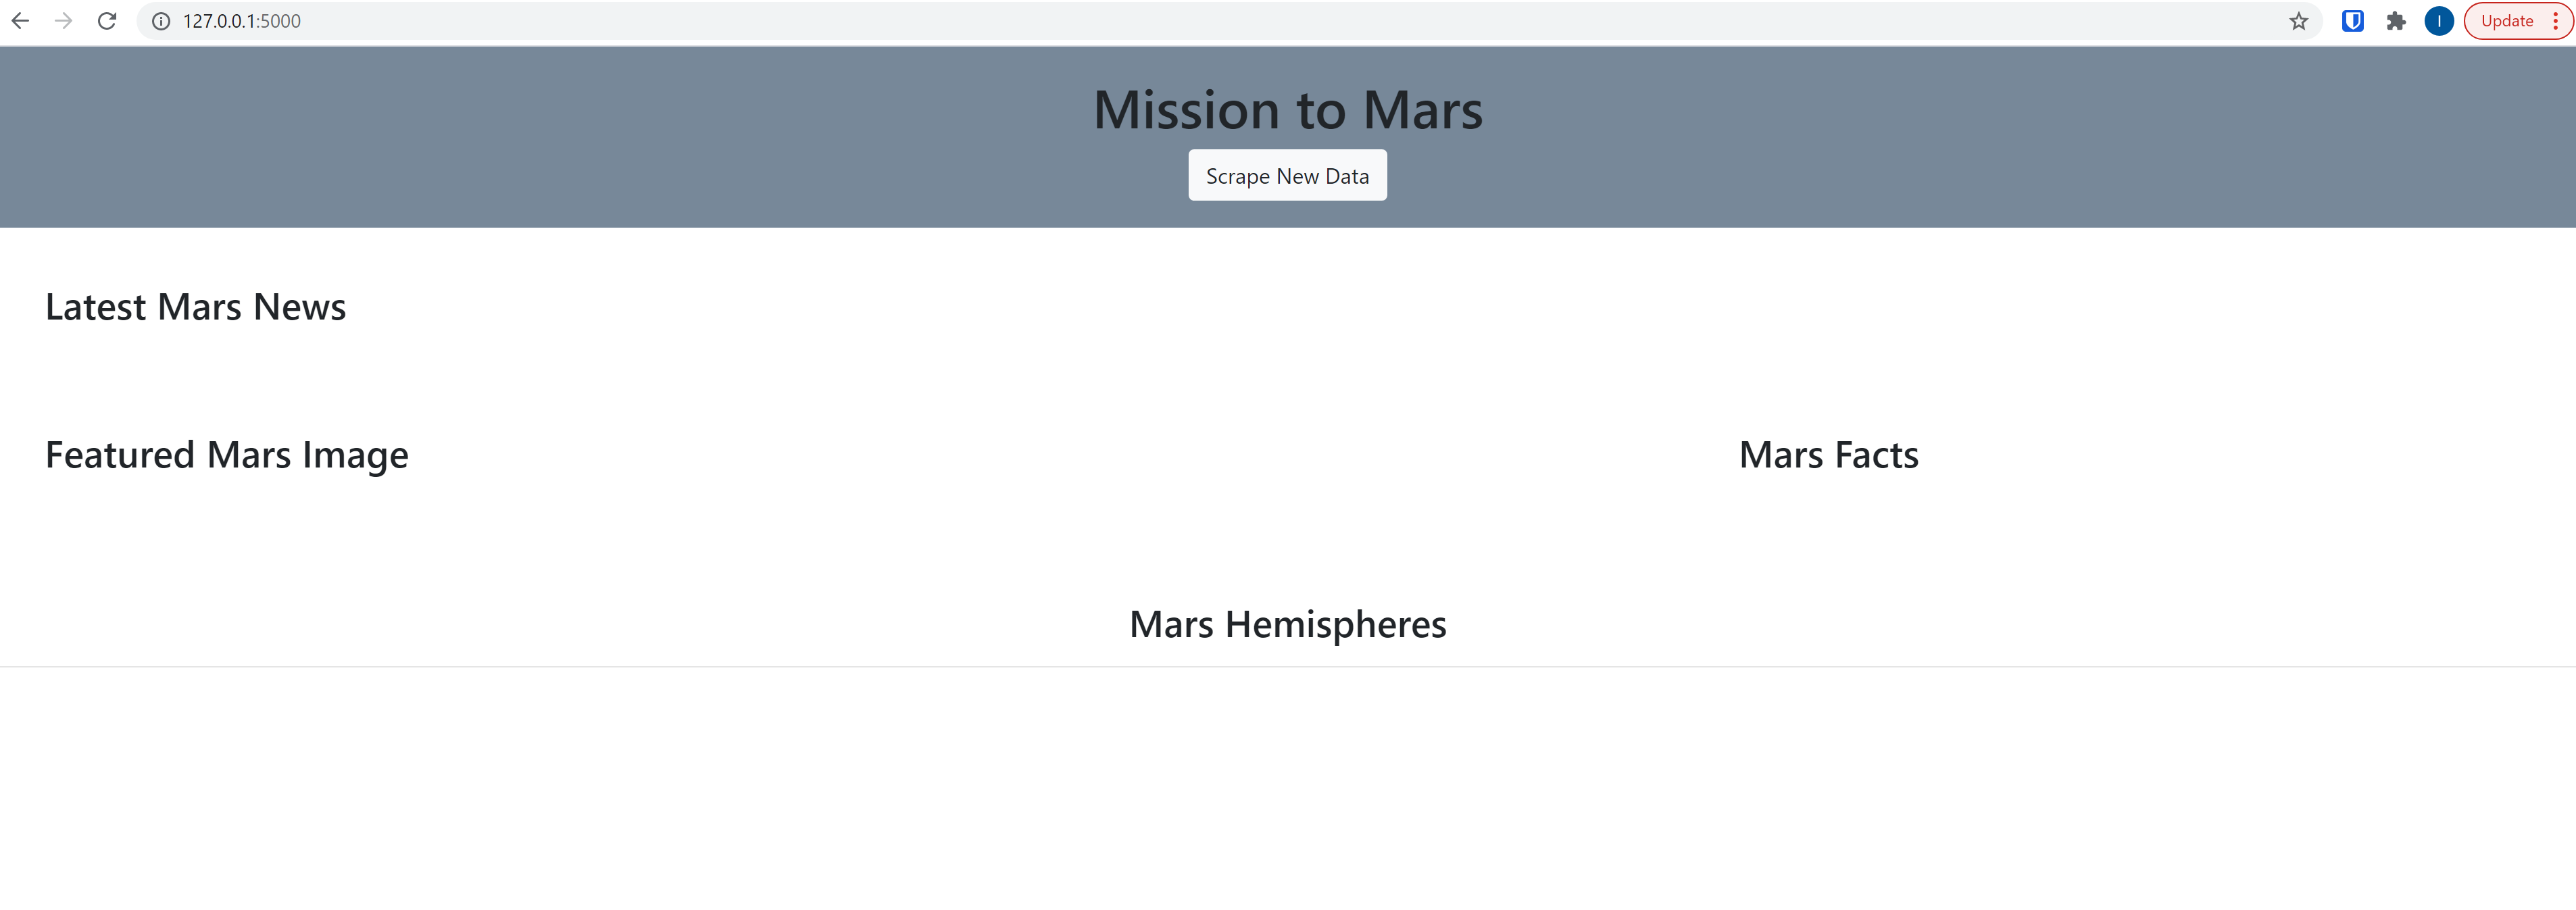 127.0.0.1:5000
I
Update
Mission to Mars
Scrape New Data
Latest Mars News
Featured Mars Image
Mars Facts
Mars Hemispheres